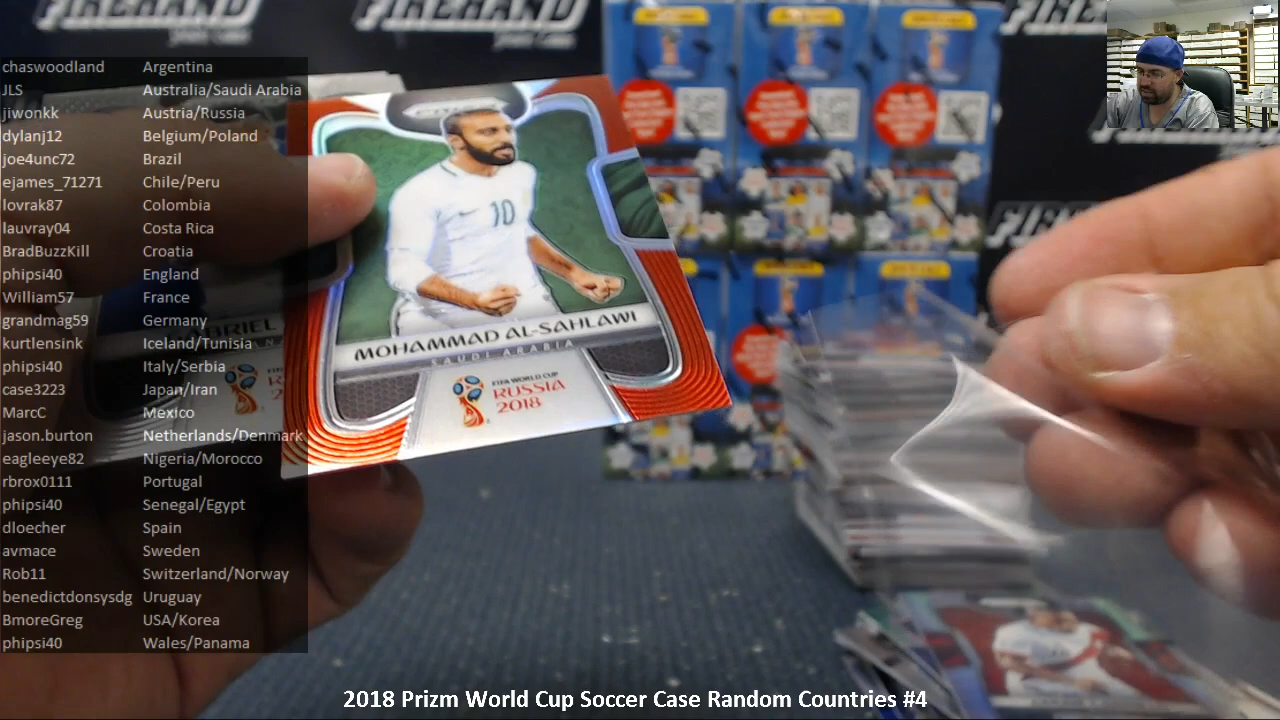 FIREHAND
FIREHAND
chaswoodland Argentina
JLS Australia/Saudi Arabia
jiwonkk Austria/Russia
dylanj12 Belgium/Poland
joe4unc72 Brazil
ejames_71271 Chile/Peru
lovrak87 Colombia
lauvray04 Costa Rica
BradBuzzKill Croatia
phipsi40 England
William57 France
grandmag59 Germany
kurtlensink Iceland/Tunisia
phipsi40 Italy/Serbia
case3223 Japan/Iran
MarcC Mexico
jason.burton Netherlands/Denmark
eagleeye82 Nigeria/Morocco
rbrox0111 Portugal
phipsi40 Senegal/Egypt
dloecher Spain
avmace Sweden
Rob11 Switzerland/Norway
benedictdonsysdg Uruguay
BmoreGreg USA/Korea
phipsi40 Wales/Panama
10
MOHAMMAD AL-SAHLAWI
SAUDI ARABIA
FIFA WORLD CUP
RUSSIA
2018
2018 Prizm World Cup Soccer Case Random Countries #4